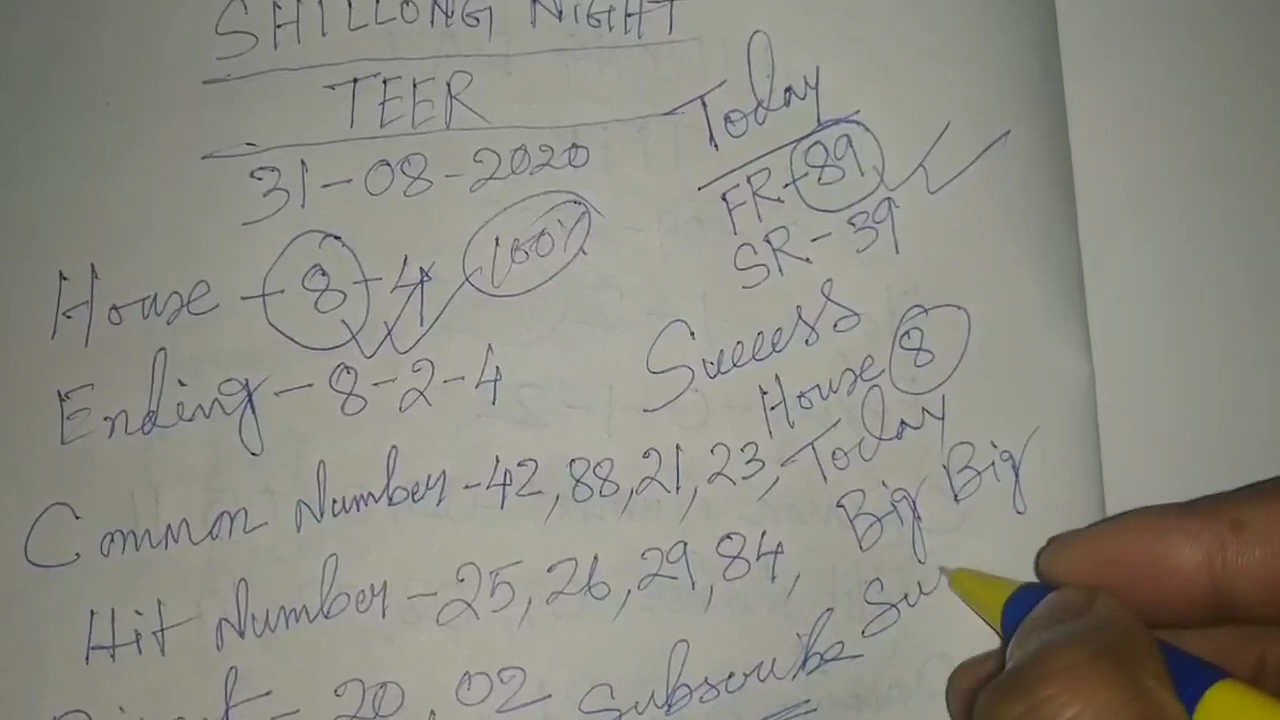 SHILLONG NIGHT
TEER
31-08-2020
House - 8 - 4 100%
Ending - 8 - 2 - 4
Common Number - 42, 88, 21, 23,
Hit Number - 25, 26, 29, 84,
Direct - 20, 02
Today
FR - 89
SR - 39
Success
House 8
Today
Big Big
Su
Subscribe